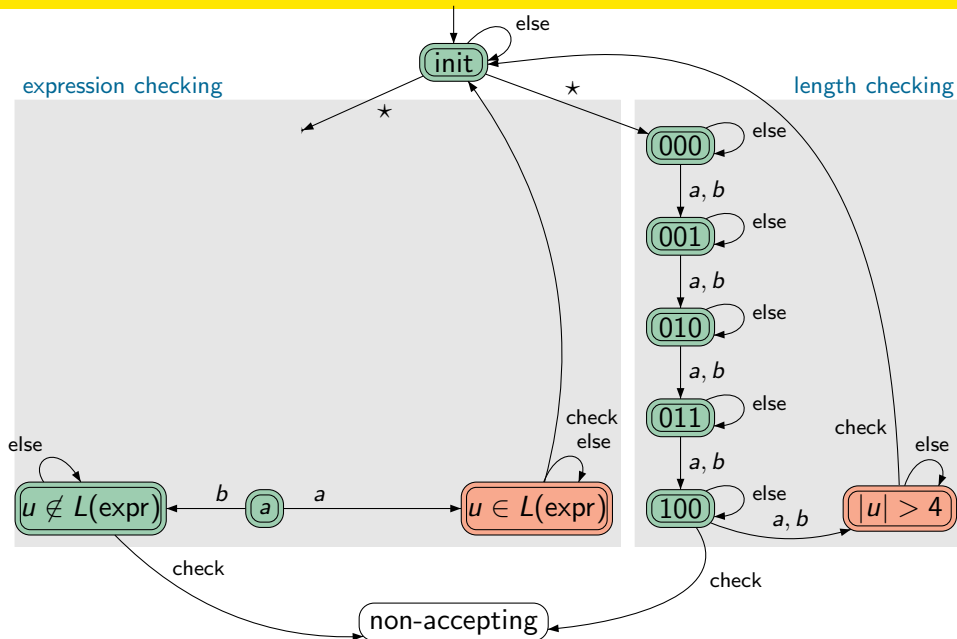 else
init
expression checking
length checking
⋆
⋆
000
else
a, b
001
else
a, b
010
else
a, b
011
else
a, b
check
else
check
else
else
u ∉ L(expr)
b
a
a
u ∈ L(expr)
100
else
a, b
|u| > 4
check
check
non-accepting